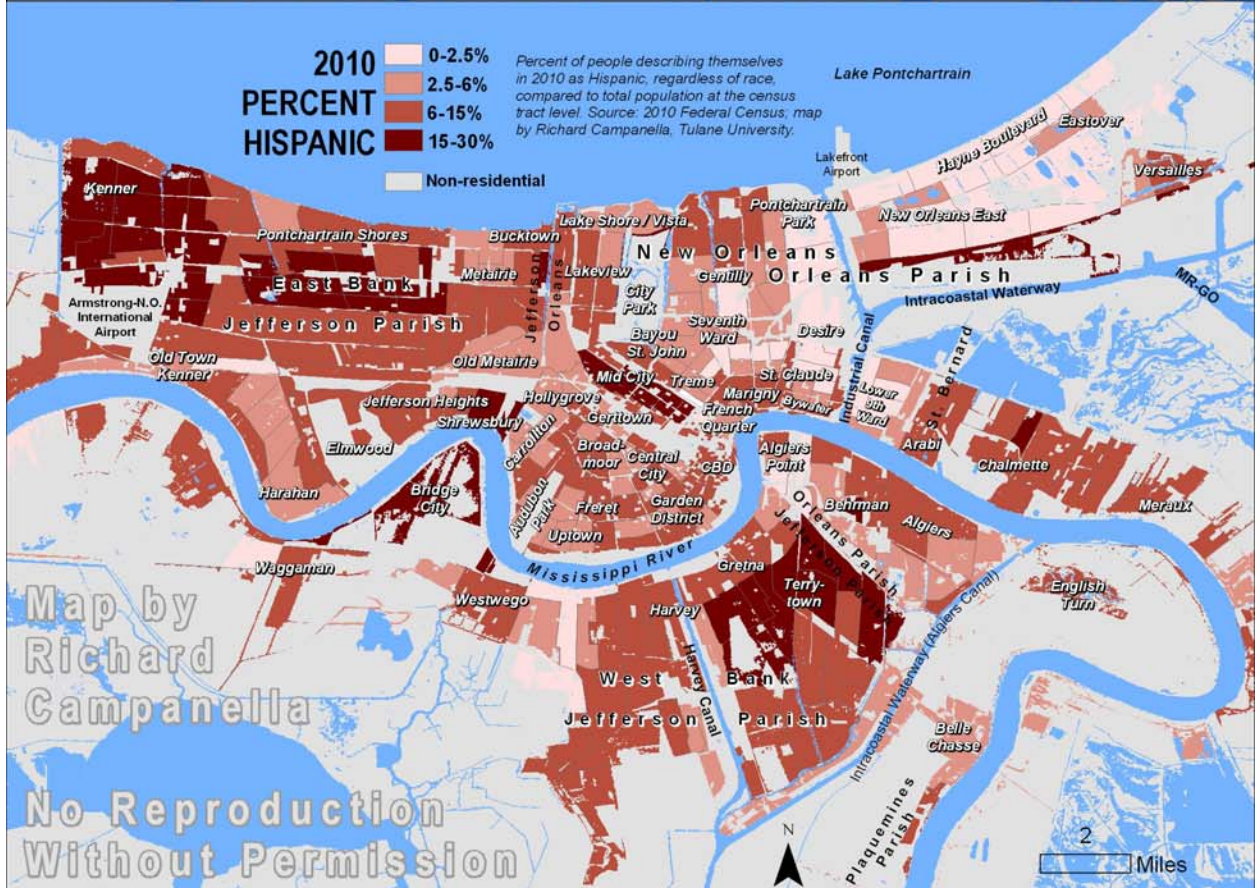 2010
PERCENT
HISPANIC
0-2.5%
2.5-6%
6-15%
15-30%
Non-residential
Percent of people describing themselves
in 2010 as Hispanic, regardless of race,
compared to total population at the census
tract level. Source: 2010 Federal Census; map
by Richard Campanella, Tulane University.
Lake Pontchartrain
Lakefront
Airport
Hayne Boulevard
Eastover
Versailles
New Orleans East
Kenner
Pontchartrain Shores
Bucktown
Lake Shore / Vista
Pontchartrain
Park
New Orleans
Orleans Parish
East Bank
Metairie
Jefferson
Orleans
Lakeview
City
Park
Gentilly
Intracoastal Waterway
MR-GO
Armstrong-N.O.
International
Airport
Jefferson Parish
Old Town
Kenner
Old Metairie
Bayou
St. John
Seventh
Ward
Desire
Industrial Canal
St. Bernard
Mid City
Treme
St. Claude
Lower
9th
Ward
Jefferson Heights
Shrewsbury
Hollygrove
Gerttown
Marigny
Bywater
French
Quarter
Arabi
Elmwood
Carrollton
Broad-
moor
Central
City
CBD
Algiers
Point
Chalmette
Harahan
Bridge
City
Audubon
Park
Freret
Garden
District
Uptown
Behrman
Algiers
Meraux
Orleans Parish
Jefferson Parish
Mississippi River
Waggaman
Westwego
Gretna
Terry-
town
Harvey
English
Turn
Harvey Canal
West Bank
Jefferson Parish
Intracoastal Waterway (Algiers Canal)
Belle
Chasse
Plaquemines
Parish
Map by
Richard
Campanella
No Reproduction
Without Permission
N
2
Miles